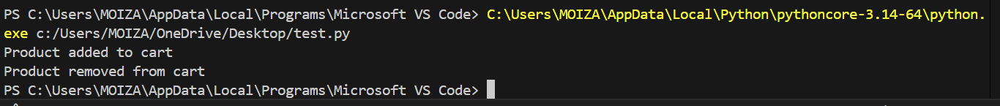 PS C:\Users\MOIZA\AppData\Local\Programs\Microsoft VS Code> C:\Users\MOIZA\AppData\Local\Python\pythoncore-3.14-64\python.
exe c:/Users/MOIZA/OneDrive/Desktop/test.py
Product added to cart
Product removed from cart
PS C:\Users\MOIZA\AppData\Local\Programs\Microsoft VS Code>